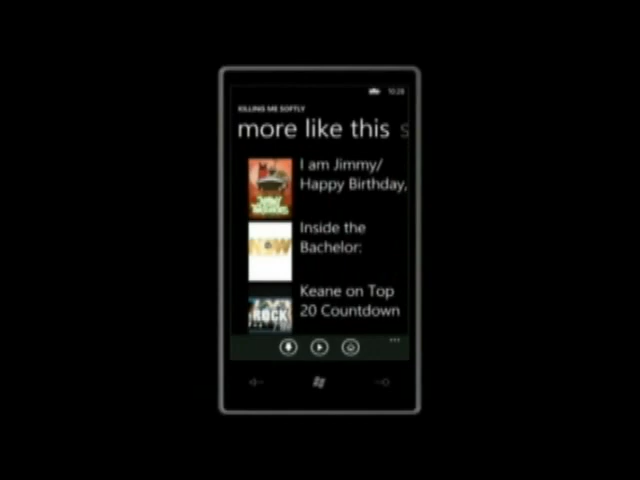 10:28
KILLING ME SOFTLY
more like this s
I am Jimmy/
Happy Birthday,
Inside the
Bachelor:
Keane on Top
20 Countdown
ROCK